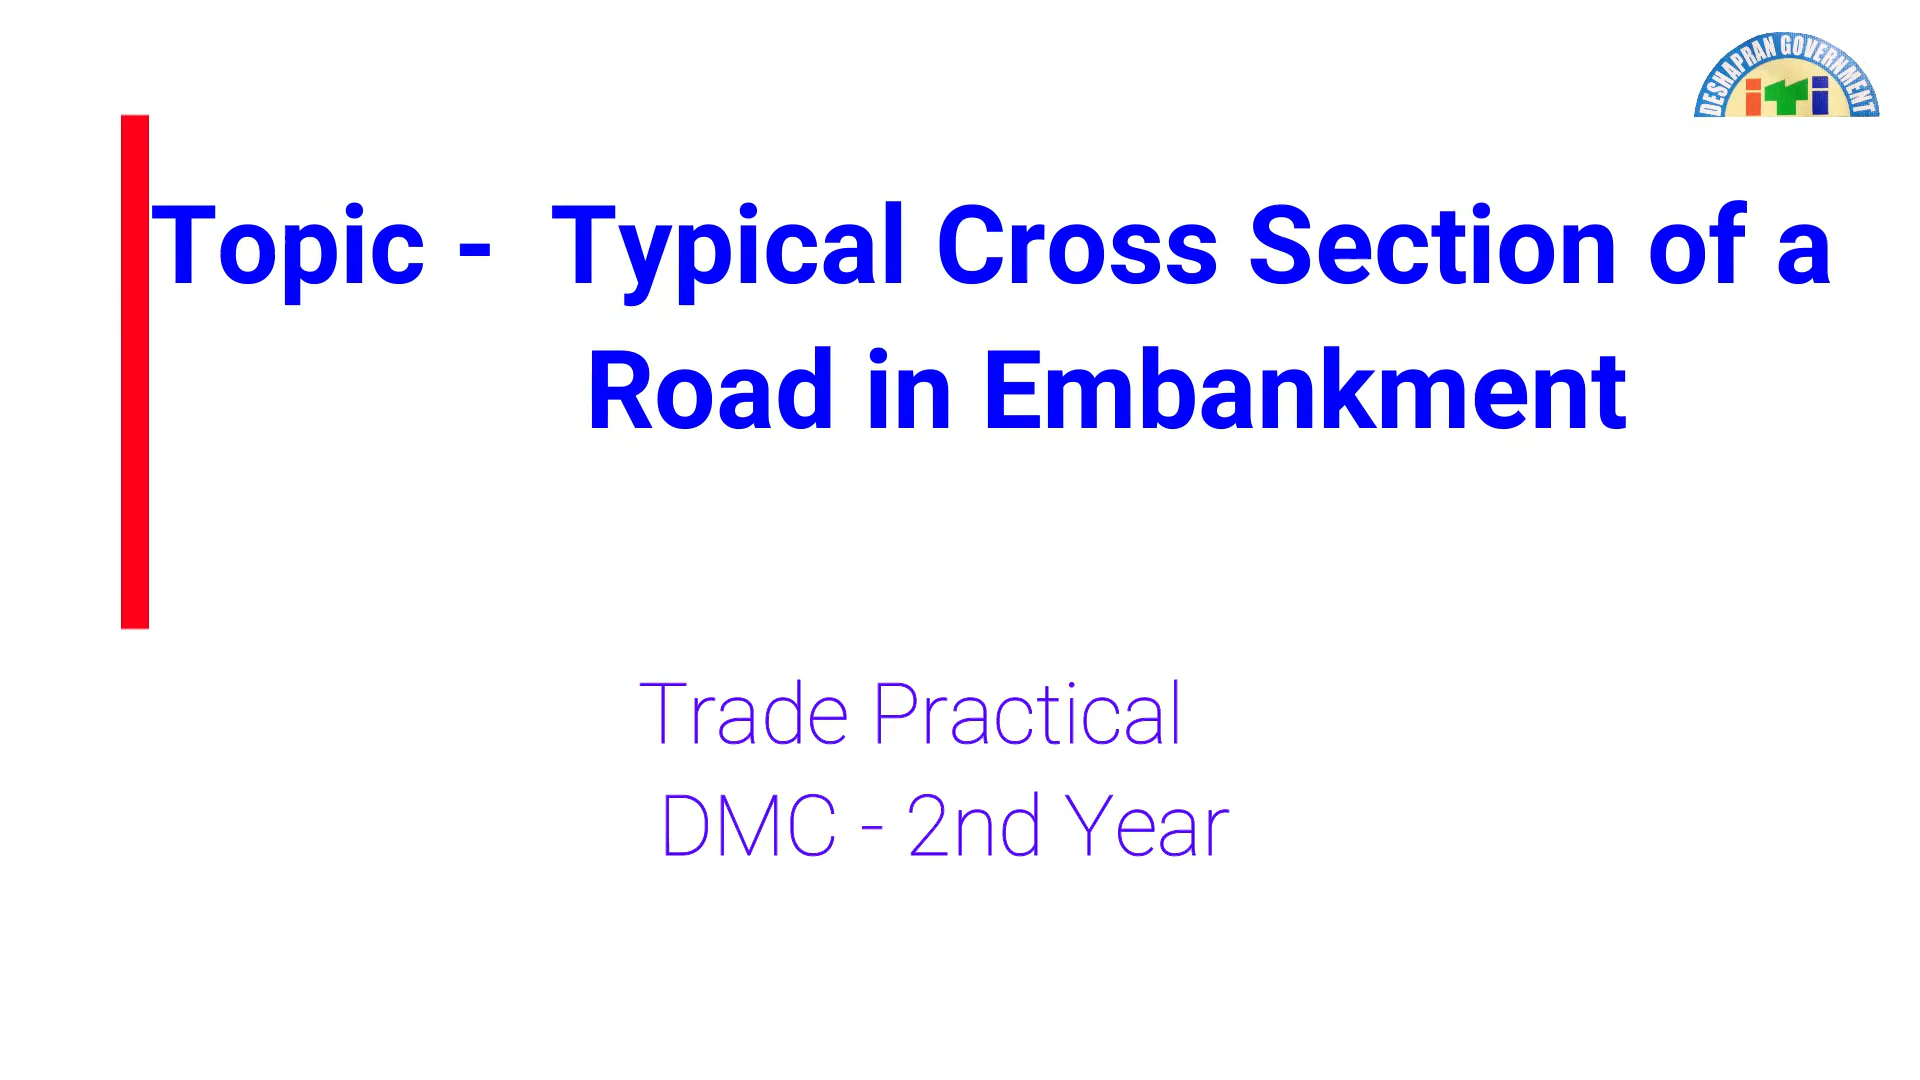 DESHAPRAN GOVERNMENT
iTi
Topic - Typical Cross Section of a
Road in Embankment
Trade Practical
DMC - 2nd Year